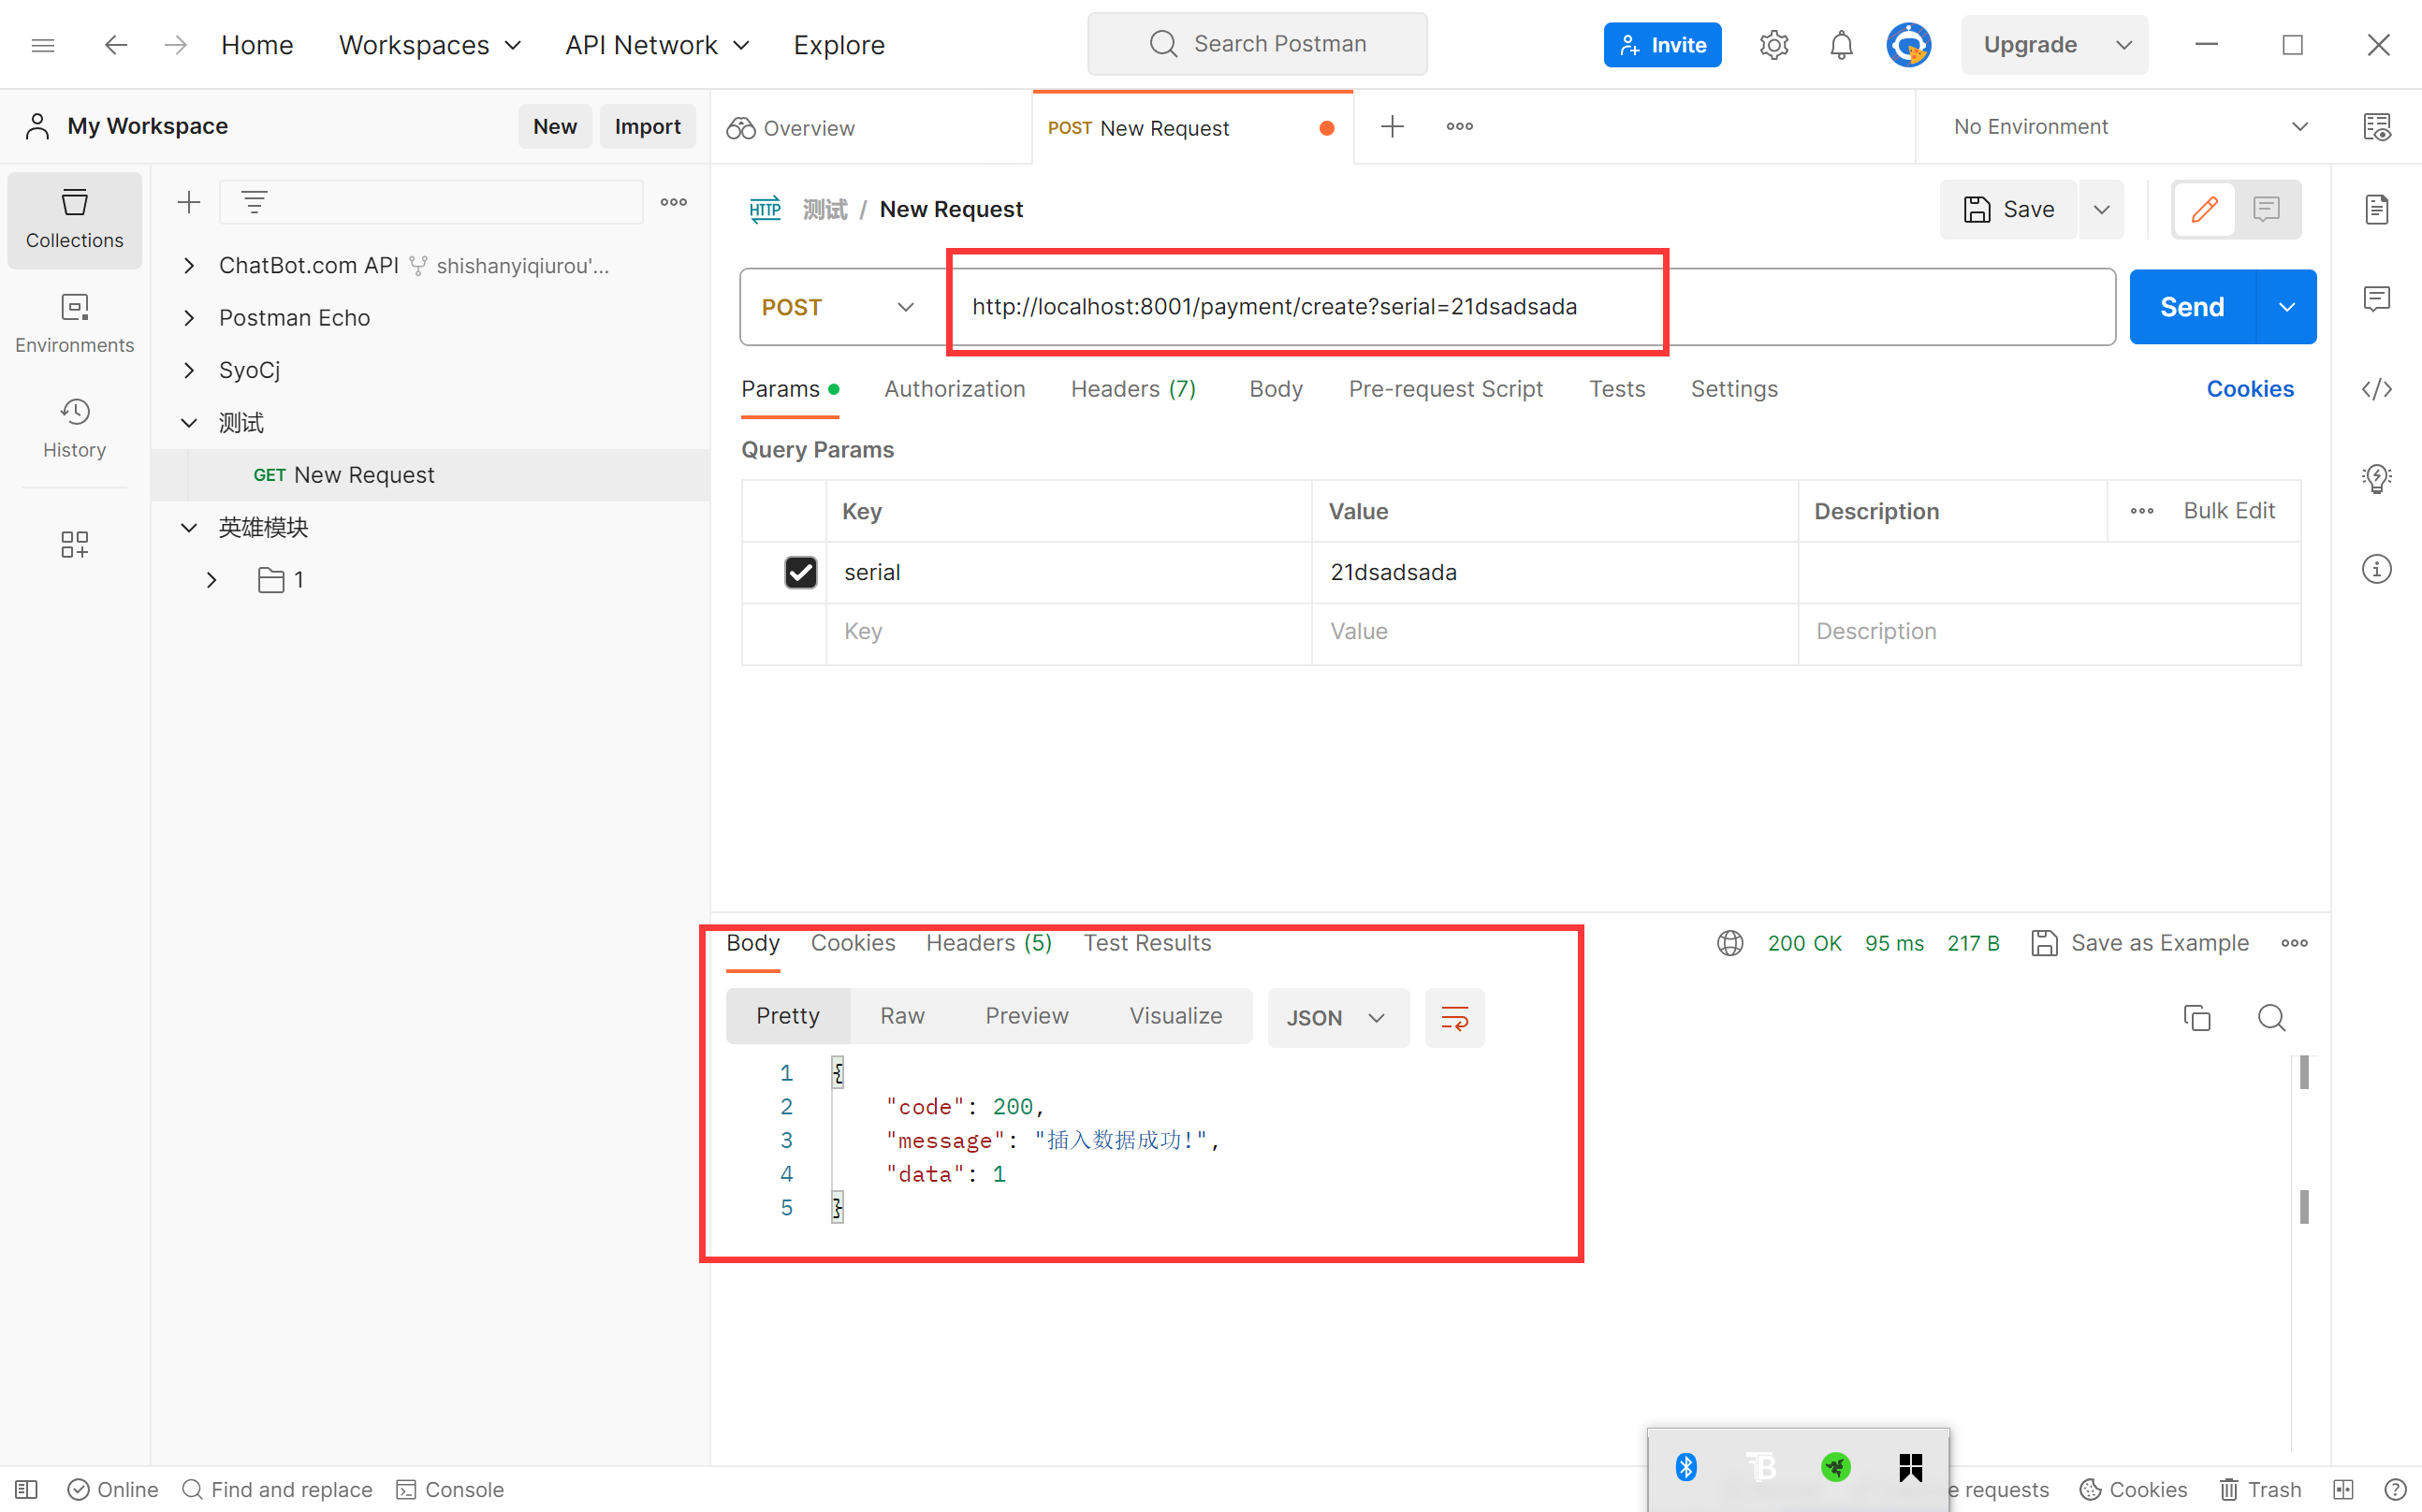 Home Workspaces API Network Explore Search Postman Invite Upgrade
My Workspace New Import
Overview POST New Request No Environment
Collections
Environments
History
ChatBot.com API shishanyiqiurou'...
Postman Echo
SyoCj
测试
GET New Request
英雄模块
1
HTTP 测试 / New Request Save
POST http://localhost:8001/payment/create?serial=21dsadsada Send
Params Authorization Headers (7) Body Pre-request Script Tests Settings Cookies
Query Params
Key Value Description Bulk Edit
serial 21dsadsada
Key Value Description
Body Cookies Headers (5) Test Results 200 OK 95 ms 217 B Save as Example
Pretty Raw Preview Visualize JSON
1 {
2 "code": 200,
3 "message": "插入数据成功!",
4 "data": 1
5 }
Online Find and replace Console requests Cookies Trash